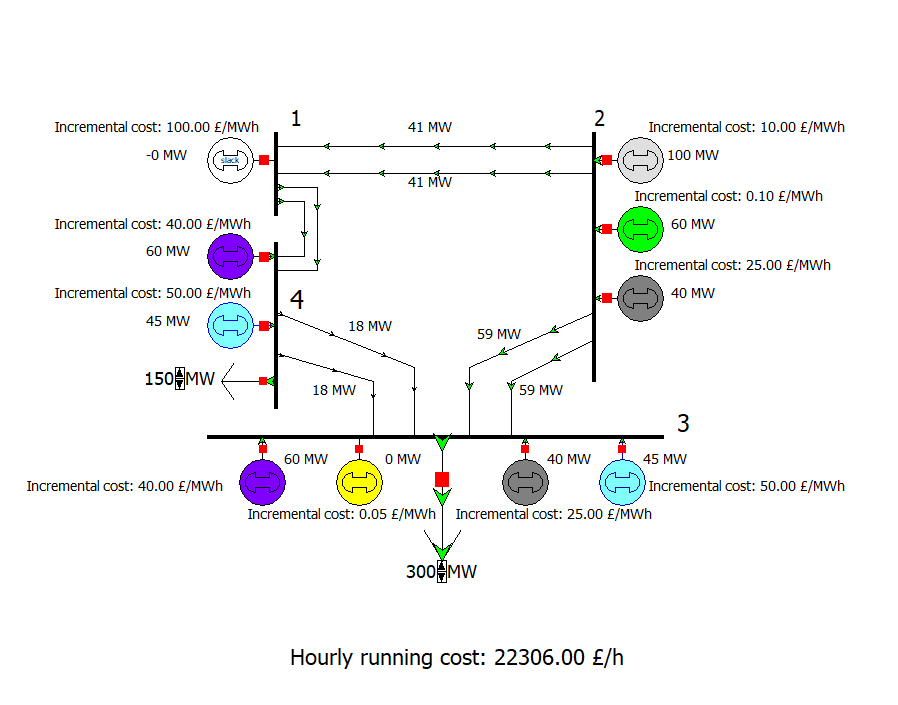 1
2
Incremental cost: 100.00 £/MWh
41 MW
Incremental cost: 10.00 £/MWh
-0 MW
slack
100 MW
41 MW
Incremental cost: 0.10 £/MWh
Incremental cost: 40.00 £/MWh
60 MW
60 MW
Incremental cost: 25.00 £/MWh
Incremental cost: 50.00 £/MWh
4
40 MW
45 MW
18 MW
59 MW
150 MW
18 MW
59 MW
3
60 MW
0 MW
40 MW
45 MW
Incremental cost: 40.00 £/MWh
Incremental cost: 50.00 £/MWh
Incremental cost: 0.05 £/MWh
Incremental cost: 25.00 £/MWh
300 MW
Hourly running cost: 22306.00 £/h